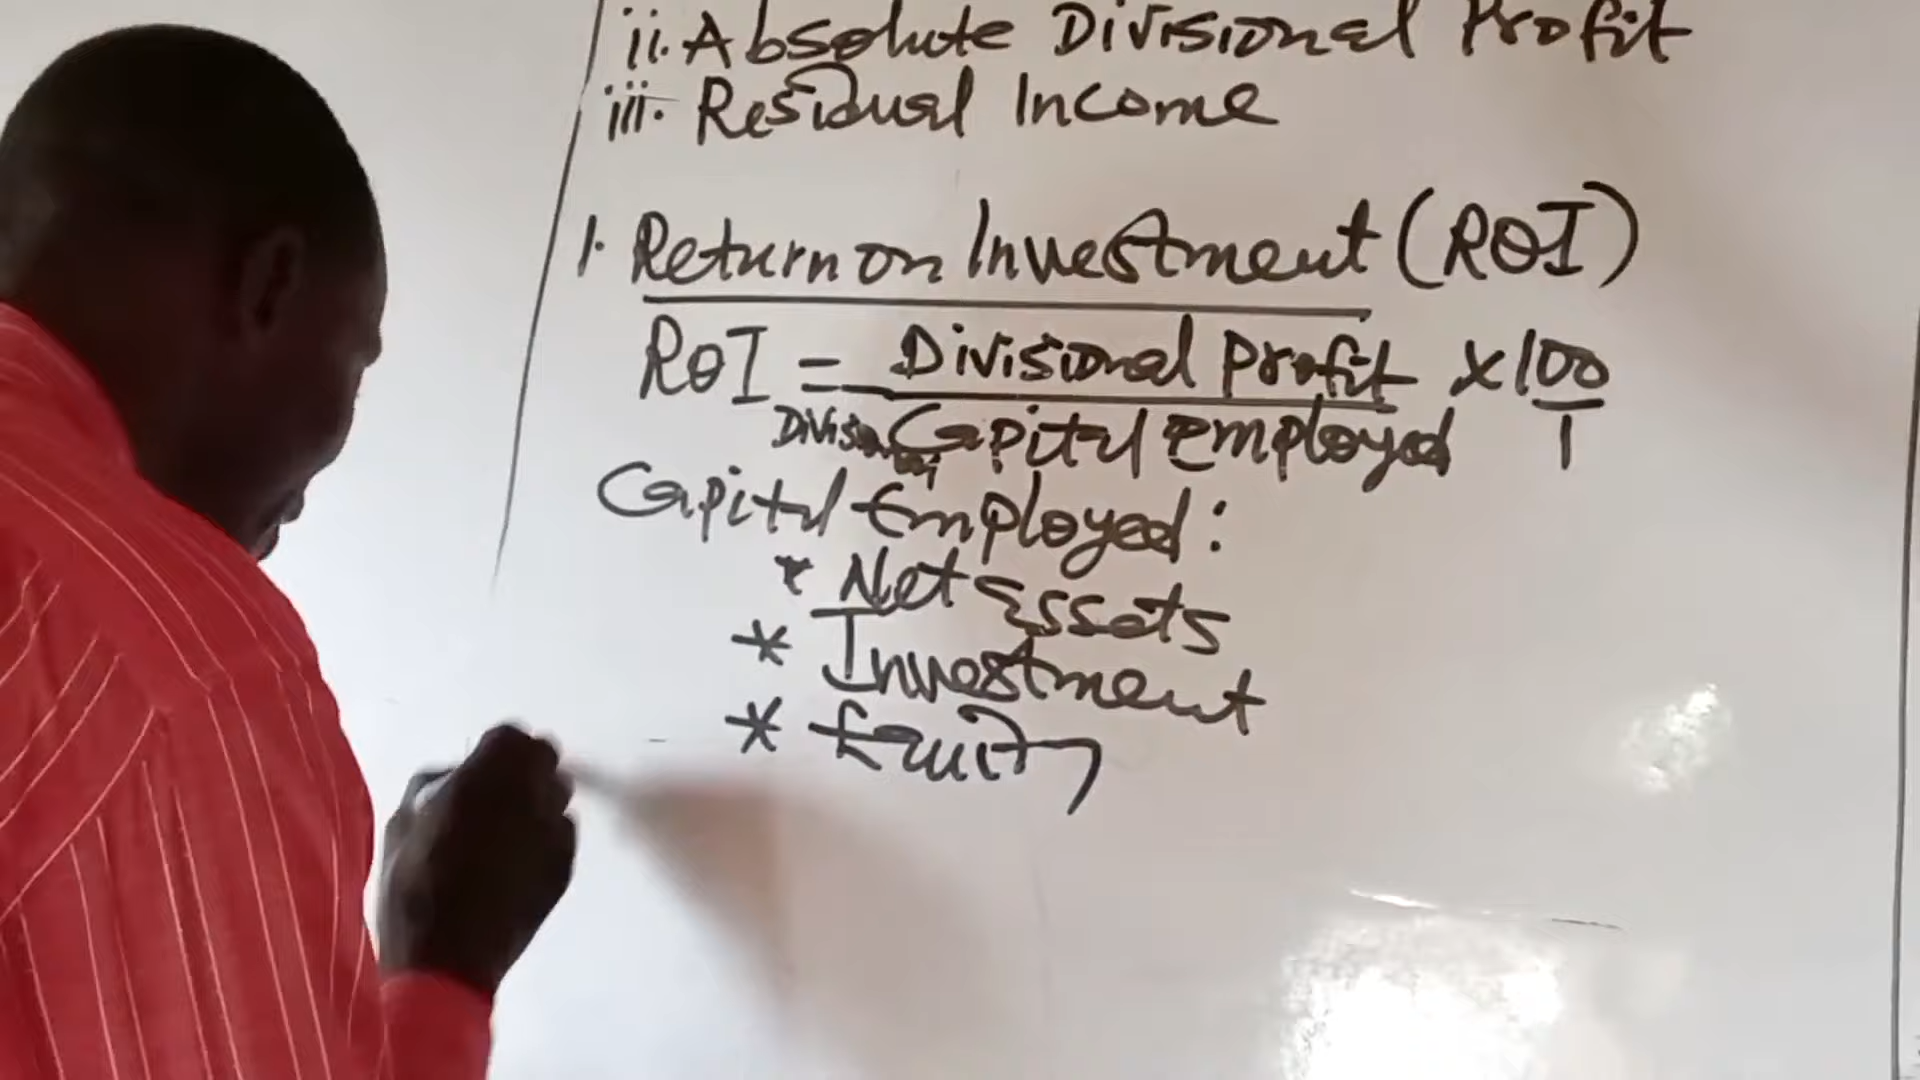 ii. Absolute Divisional Profit
iii. Residual Income
1. Return on Investment (ROI)
ROI = Divisional Profit x 100
Divisional Capital Employed 1
Capital Employed:
* Net Assets
* Investment
* Equity